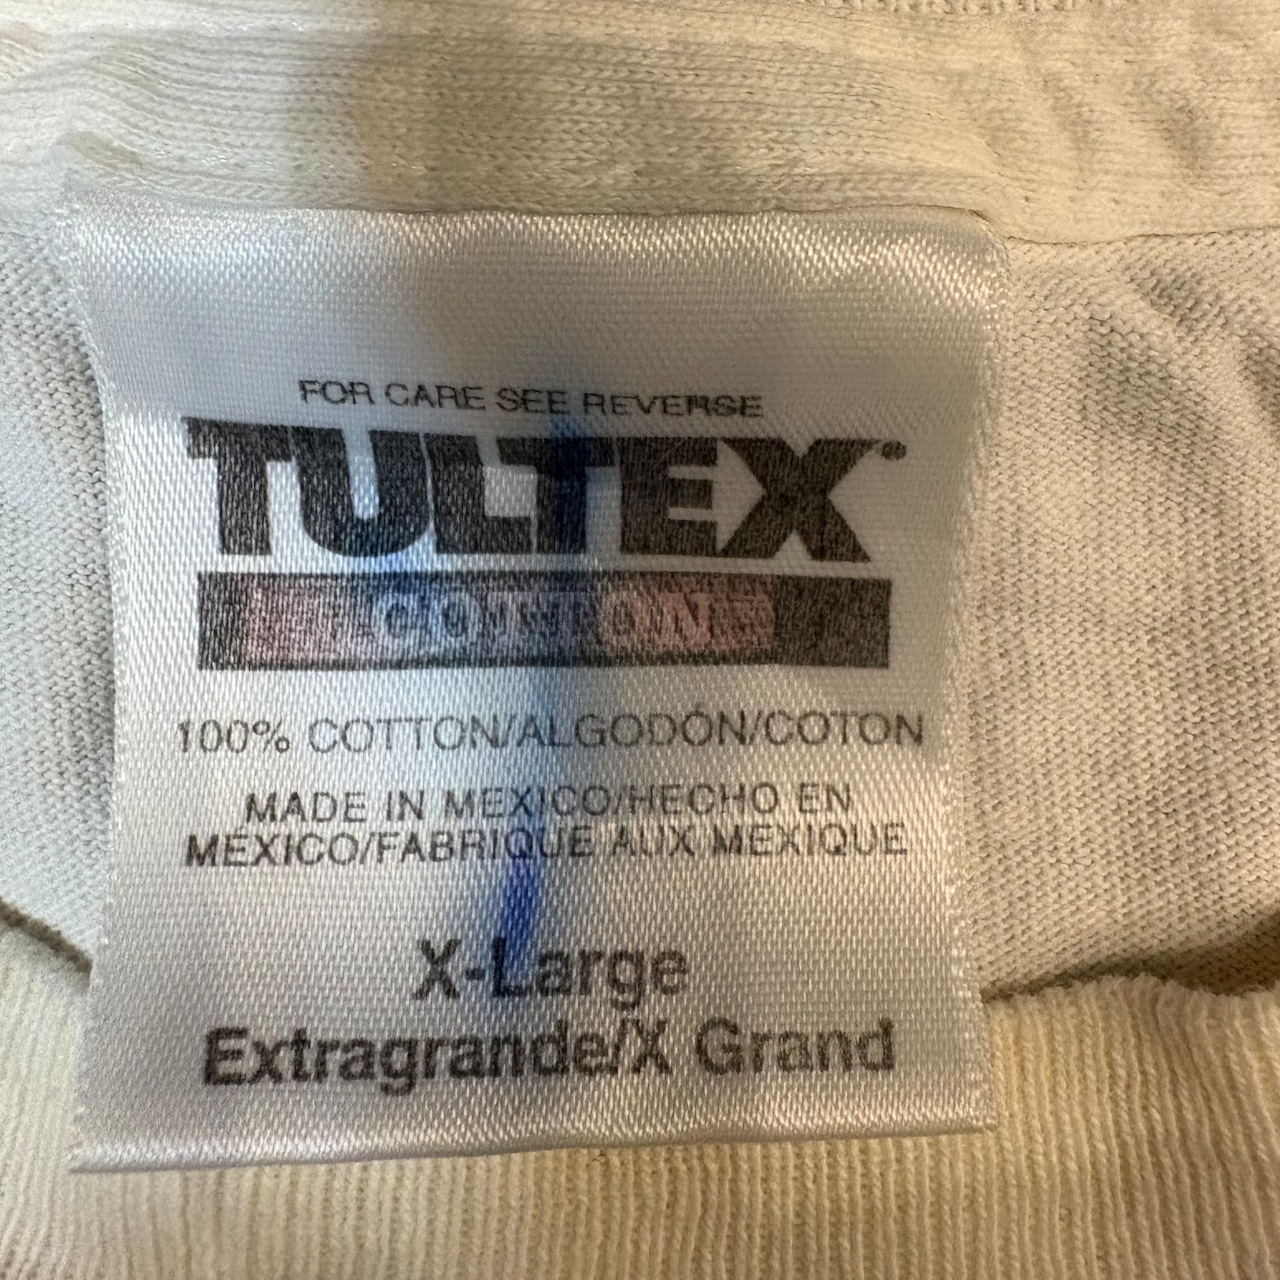 FOR CARE SEE REVERSE
TULTEX
COTTON
100% COTTON/ALGODÓN/COTON
MADE IN MEXICO/HECHO EN
MEXICO/FABRIQUE AUX MEXIQUE
X-Large
Extragrande/X Grand